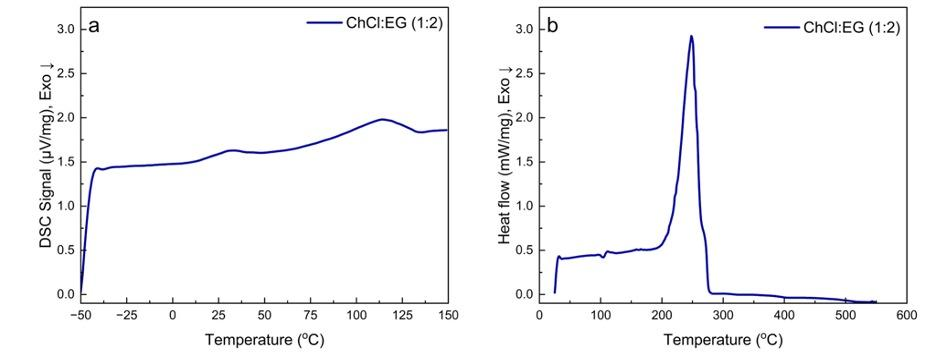 a
ChCl:EG (1:2)
DSC Signal (μV/mg), Exo ↓
3.0
2.5
2.0
1.5
1.0
0.5
0.0
−50 −25 0 25 50 75 100 125 150
Temperature (⁰C)
b
ChCl:EG (1:2)
Heat flow (mW/mg), Exo ↓
3.0
2.5
2.0
1.5
1.0
0.5
0.0
0 100 200 300 400 500 600
Temperature (⁰C)